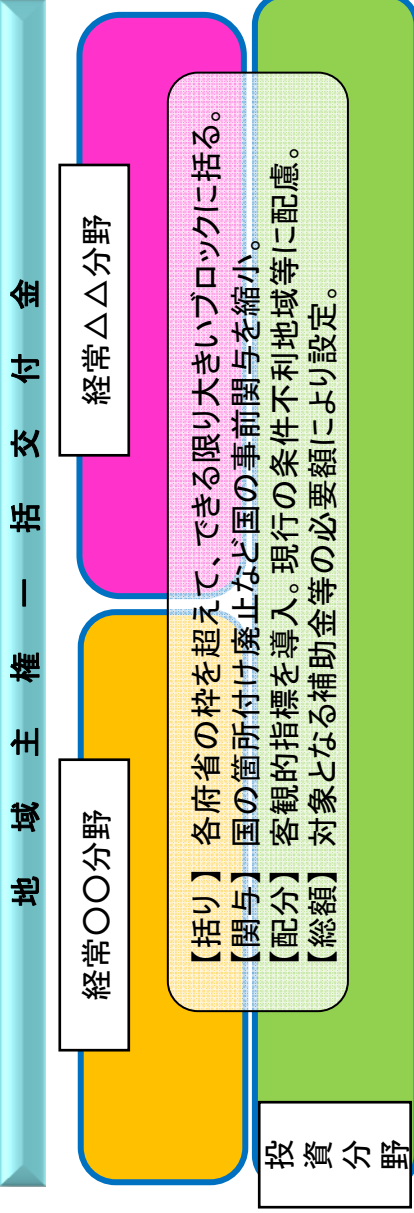 地域主権一括交付金
経常○○分野
経常△△分野
【括り】 各府省の枠を超えて、できる限り大きいブロックに括る。
【関与】 国の箇所付け廃止など国の事前関与を縮小。
【配分】 客観的指標を導入。現行の条件不利地域等に配慮。
【総額】 対象となる補助金等の必要額により設定。
投資分野